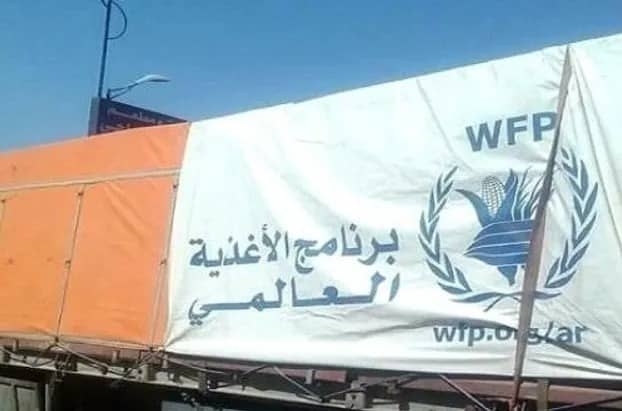 WFP
برنامج الأغذية
العالمي
wfp.org/ar